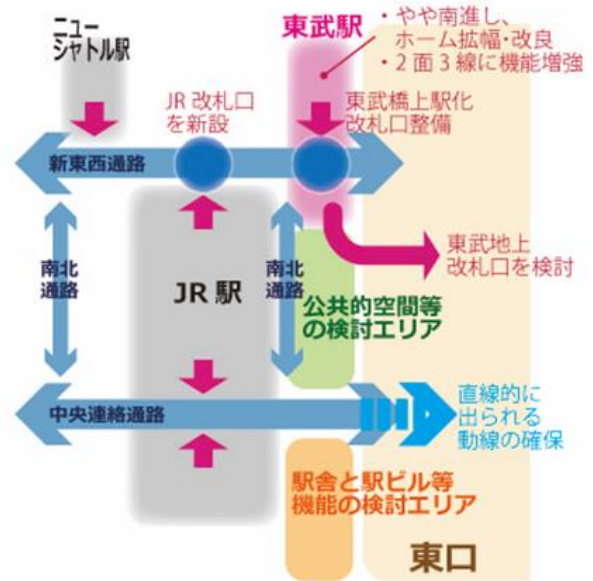 ニュー
シャトル駅
東武駅
・やや南進し、
ホーム拡幅・改良
・2面3線に機能増強
JR改札口
を新設
東武橋上駅化
改札口整備
新東西通路
南北
通路
JR駅
南北
通路
東武地上
改札口を検討
公共的空間等
の検討エリア
中央連絡通路
直線的に
出られる
動線の確保
駅舎と駅ビル等
機能の検討エリア
東口